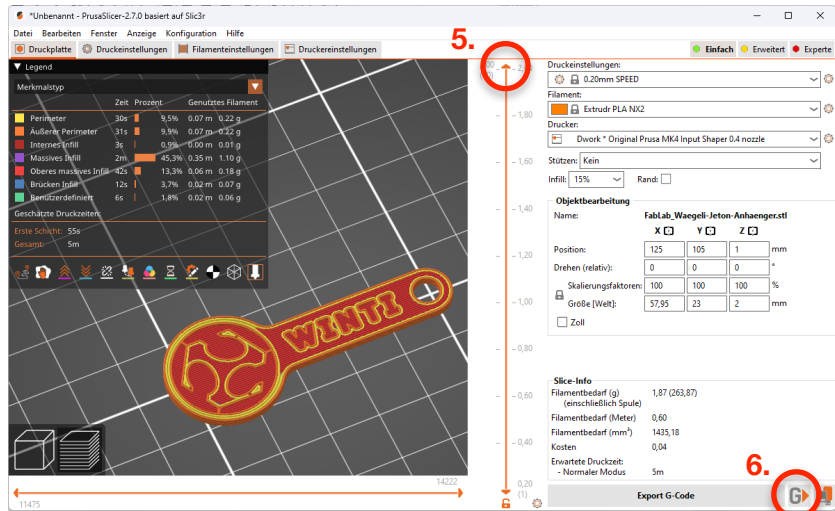 *Unbenannt - PrusaSlicer-2.7.0 basiert auf Slic3r
Datei Bearbeiten Fenster Anzeige Konfiguration Hilfe
Druckplatte Druckeinstellungen Filamenteinstellungen Druckereinstellungen
5.
Einfach Erweitert Experte
Legend
Merkmalstyp
Zeit Prozent Genutztes Filament
Perimeter 30s 9,5% 0.07 m 0.22 g
Äußerer Perimeter 31s 9,9% 0.07 m 0.22 g
Internes Infill 3s 0,9% 0.00 m 0.01 g
Massives Infill 2m 45,3% 0.35 m 1.10 g
Oberes massives Infill 42s 13,3% 0.06 m 0.18 g
Brücken Infill 12s 3,7% 0.02 m 0.07 g
Benutzerdefiniert 6s 1,8% 0.02 m 0.06 g
Geschätzte Druckzeiten:
Erste Schicht: 55s
Gesamt: 5m
WINTI
11475
14222
1,80
1,60
1,40
1,20
1,00
0,80
0,60
0,40
0,20
(1)
Druckeinstellungen:
0.20mm SPEED
Filament:
Extrudr PLA NX2
Drucker:
Dwork * Original Prusa MK4 Input Shaper 0.4 nozzle
Stützen: Kein
Infill: 15% Rand:
Objektbearbeitung
Name: FabLab_Waegeli-Jeton-Anhaenger.stl
X Y Z
Position: 125 105 1 mm
Drehen (relativ): 0 0 0 °
Skalierungsfaktoren: 100 100 100 %
Größe [Welt]: 57,95 23 2 mm
Zoll
Slice-Info
Filamentbedarf (g) 1,87 (263,87)
(einschließlich Spule)
Filamentbedarf (Meter) 0,60
Filamentbedarf (mm³) 1435,18
Kosten 0,04
Erwartete Druckzeit:
- Normaler Modus 5m
6.
Export G-Code
G